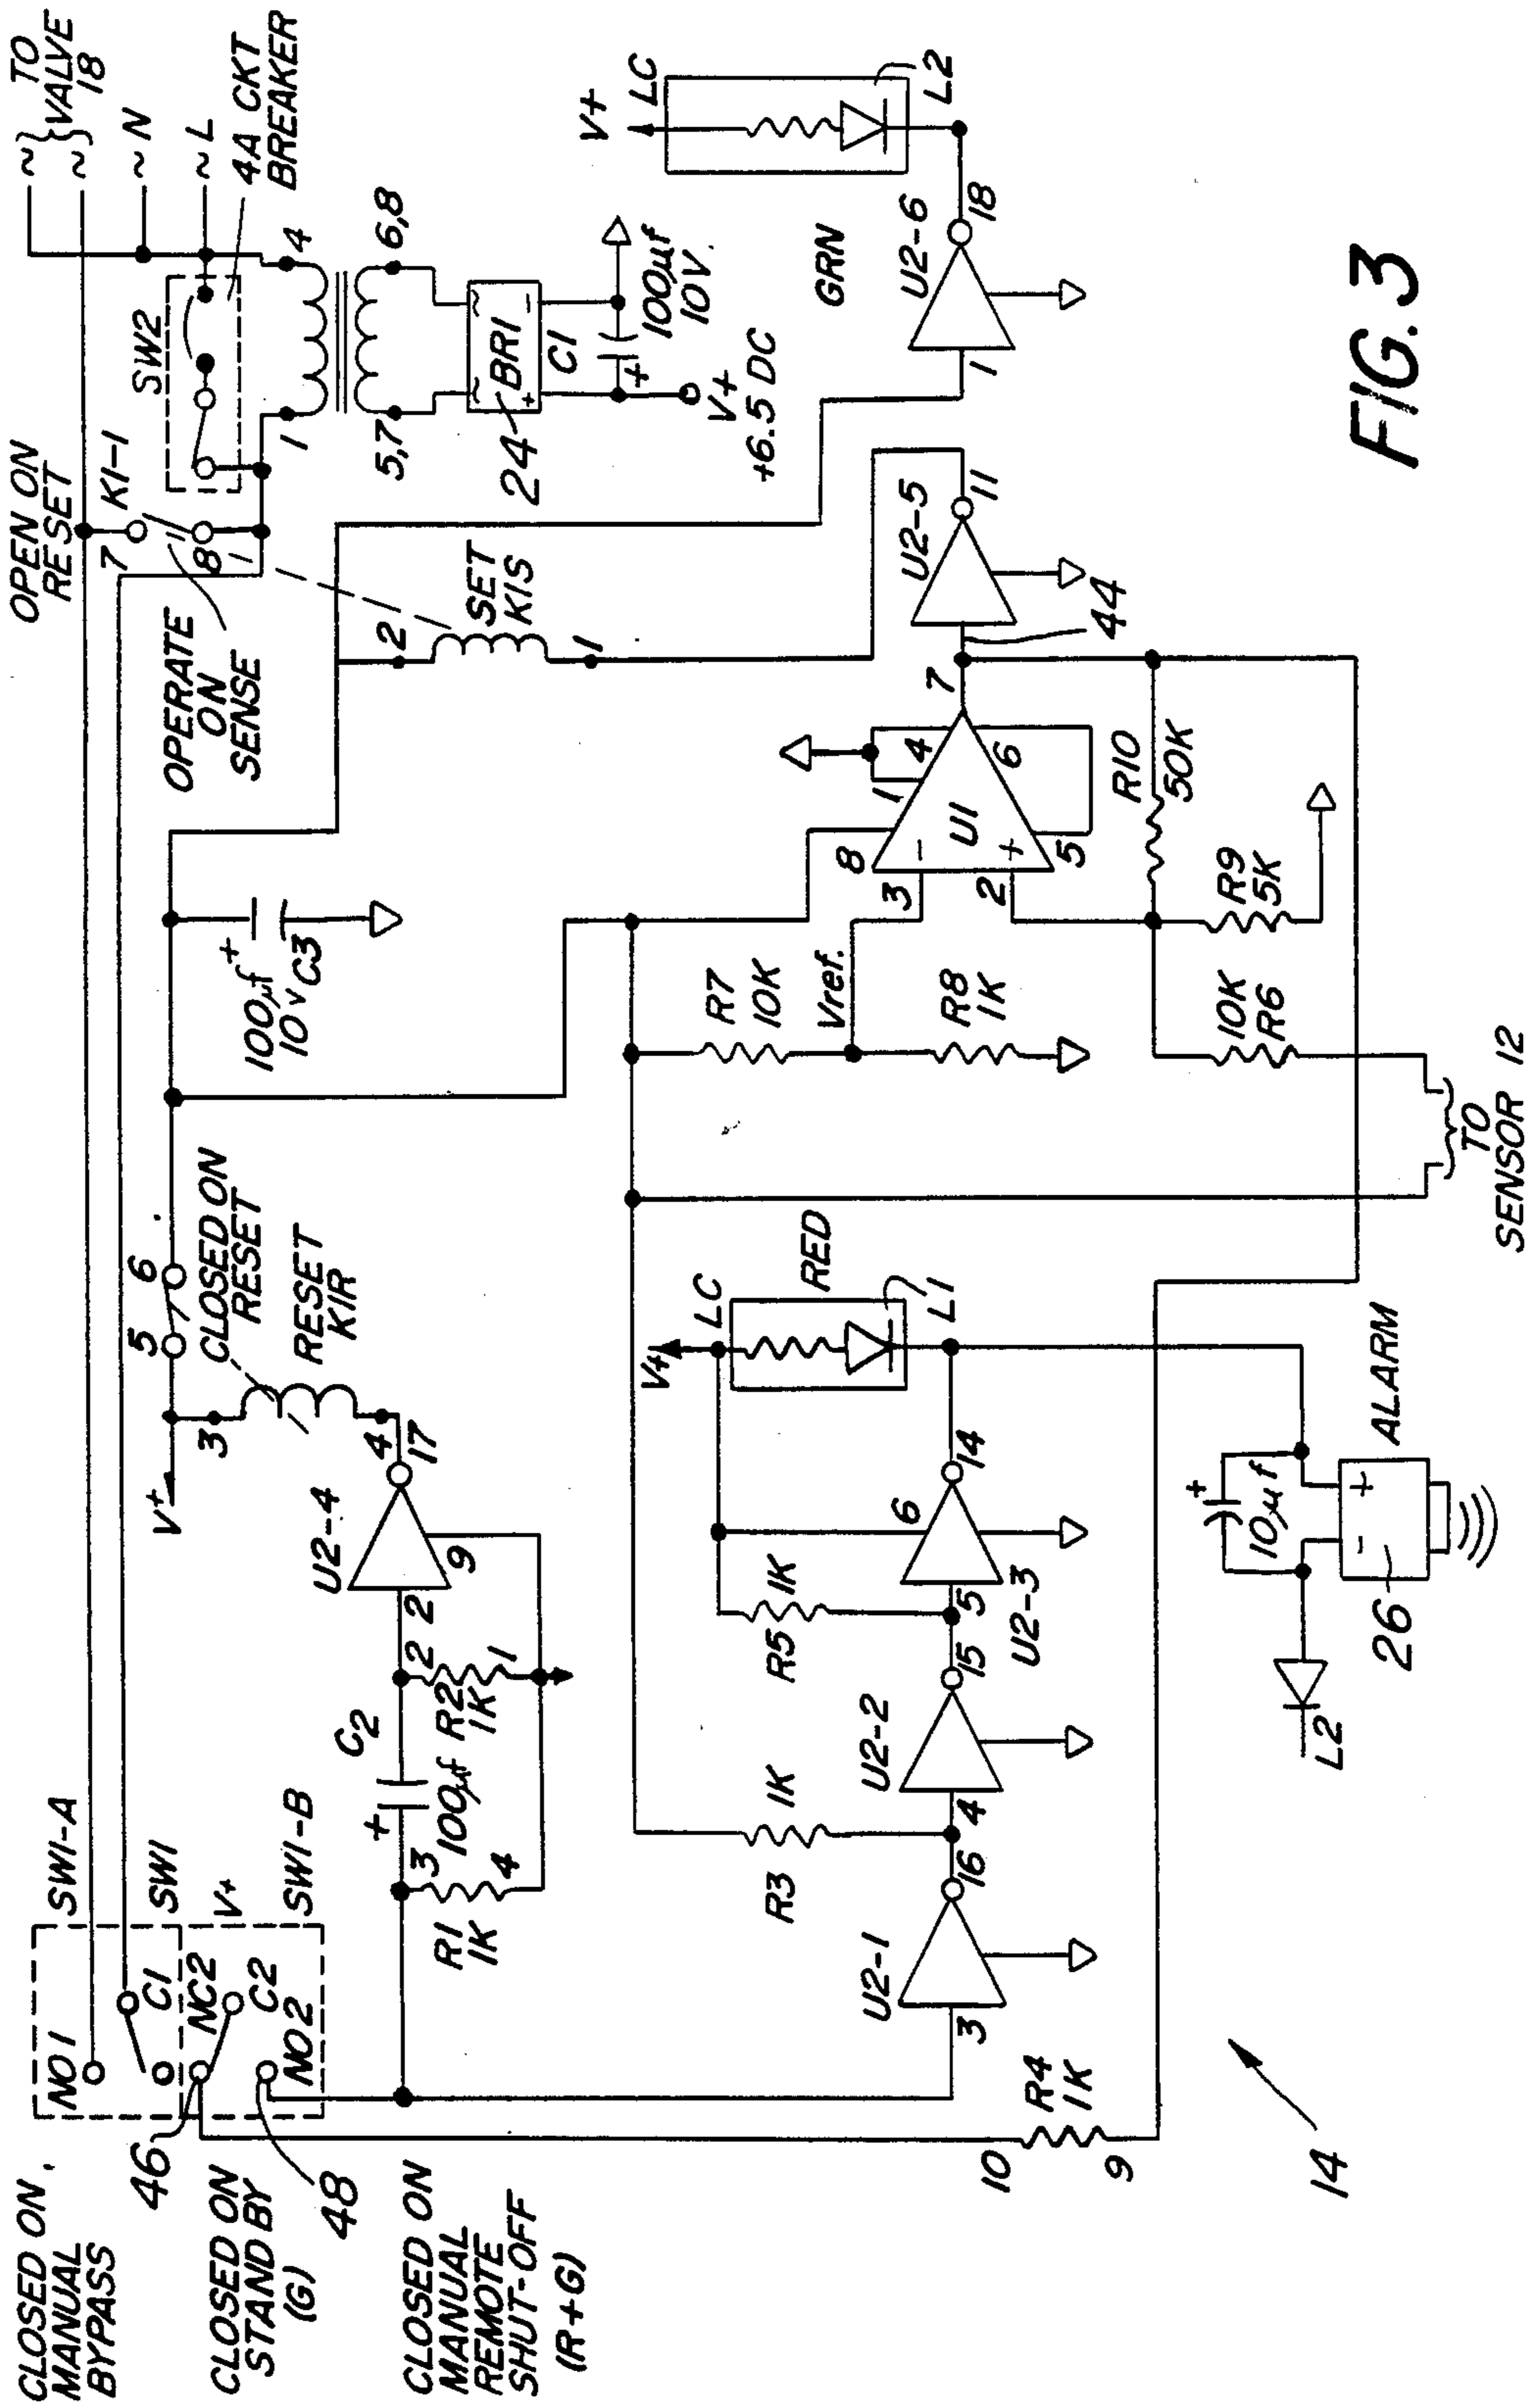 CLOSED ON
MANUAL
BYPASS
46
CLOSED ON
STAND BY
(G)
48
CLOSED ON
MANUAL
REMOTE
SHUT-OFF
(R+G)
NO 1
SW1-A
C1
SW1
NC2
V+
C2
NO2
SW1-B
R1
1K
3
4
C2
+
100µf
2
R2
1K
1
2
U2-4
9
17
4
V+
3
5
6
CLOSED ON
RESET
RESET
K1R
100µf +
10v C3
OPERATE
ON
SENSE
OPEN ON
RESET
7
K1-1
8
SET
K1S
2
1
SW2
TO
VALVE
18
~
~
~ N
~ L
4A CKT
BREAKER
1
4
5,7
6,8
BR1
~
~
+
−
24
C1
+
100µf
10V.
V+
+6.5 DC
GRN
V+
LC
L2
U2-6
1
18
U2-5
11
44
U1
−
+
8
3
2
1
4
5
6
7
R7
10K
Vref.
R8
1K
R10
50K
R9
5K
10K
R6
TO
SENSOR 12
U2-1
3
16
R3
1K
U2-2
4
15
R5
1K
U2-3
5
6
14
V+
LC
RED
L1
+
10µf
−
+
ALARM
26
L2
10
R4
1K
9
14
FIG. 3